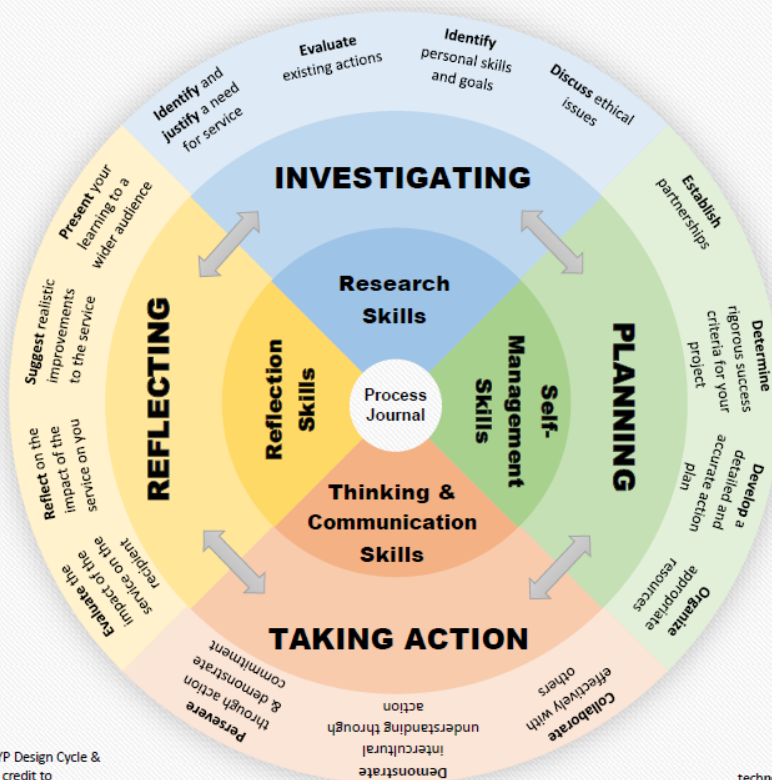 Identify and
justify a need
for service
Evaluate
existing actions
Identify
personal skills
and goals
Discuss ethical
issues
INVESTIGATING
Research
Skills
Establish
partnerships
Determine
rigorous success
criteria for your
project
Develop a
detailed and
accurate action
plan
Organize
appropriate
resources
PLANNING
Self-
Management
Skills
Collaborate
effectively with
others
Demonstrate
intercultural
understanding through
action
Persevere
through action
& demonstrate
commitment
TAKING ACTION
Thinking &
Communication
Skills
Evaluate the
impact of the
service on the
recipient
Reflect on the
impact of the
service on you
Suggest realistic
improvements
to the service
Present your
learning to a
wider audience
REFLECTING
Reflection
Skills
Process
Journal
YP Design Cycle &
credit to
techn